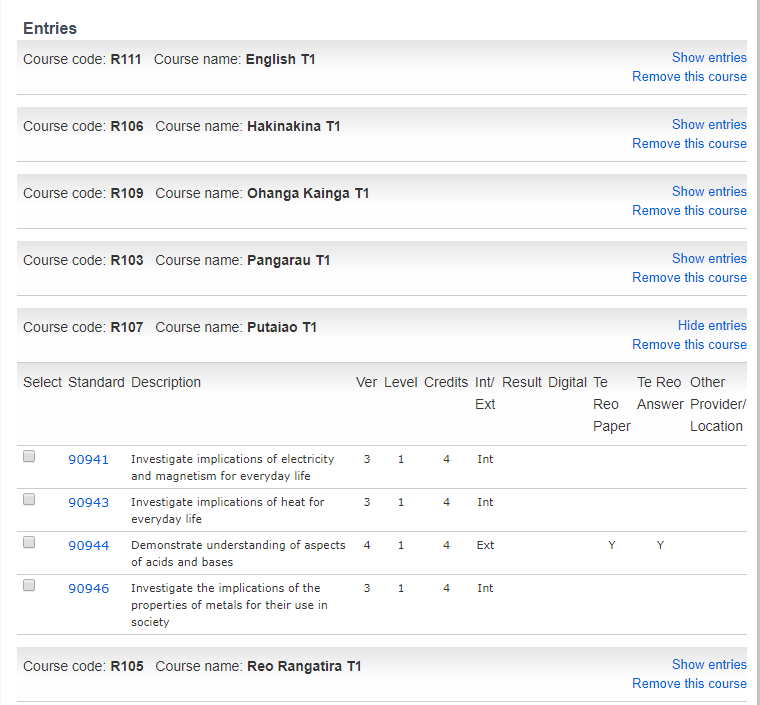 Entries
Course code: R111 Course name: English T1 Show entries
Remove this course
Course code: R106 Course name: Hakinakina T1 Show entries
Remove this course
Course code: R109 Course name: Ohanga Kainga T1 Show entries
Remove this course
Course code: R103 Course name: Pangarau T1 Show entries
Remove this course
Course code: R107 Course name: Putaiao T1 Hide entries
Remove this course
Select Standard Description Ver Level Credits Int/ Result Digital Te Te Reo Other
Ext Reo Answer Provider/
Paper Location
90941 Investigate implications of electricity 3 1 4 Int
and magnetism for everyday life
90943 Investigate implications of heat for 3 1 4 Int
everyday life
90944 Demonstrate understanding of aspects 4 1 4 Ext Y Y
of acids and bases
90946 Investigate the implications of the 3 1 4 Int
properties of metals for their use in
society
Course code: R105 Course name: Reo Rangatira T1 Show entries
Remove this course